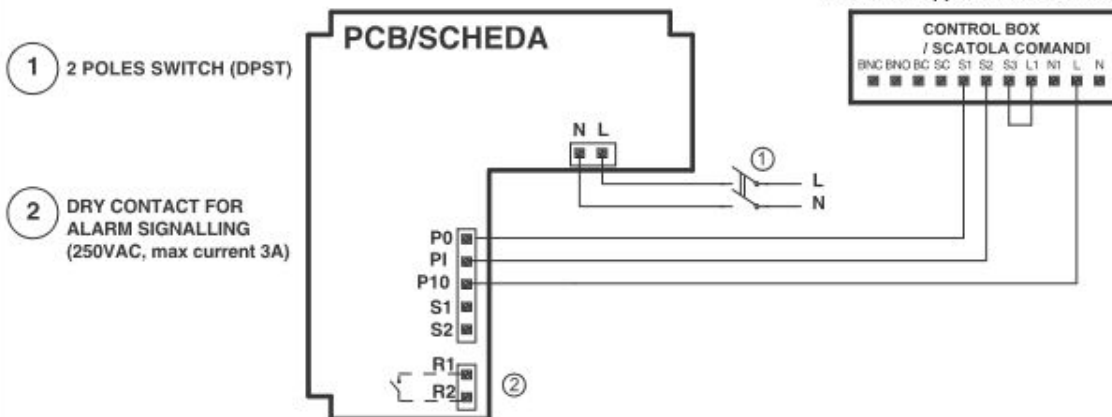 PCB/SCHEDA
CONTROL BOX
/ SCATOLA COMANDI
BNC BNO BC SC S1 S2 S3 L1 N1 L N
1 2 POLES SWITCH (DPST)
N L
1
L
N
2 DRY CONTACT FOR
ALARM SIGNALLING
(250VAC, max current 3A)
P0
PI
P10
S1
S2
R1
R2
2